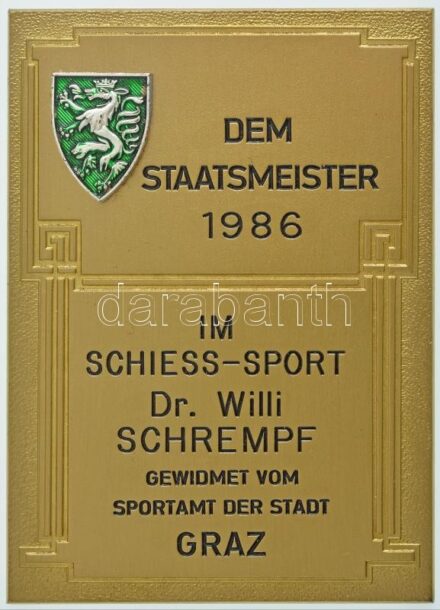 DEM
STAATSMEISTER
1986
darabanth
IM
SCHIESS-SPORT
Dr. Willi
SCHREMPF
GEWIDMET VOM
SPORTAMT DER STADT
GRAZ